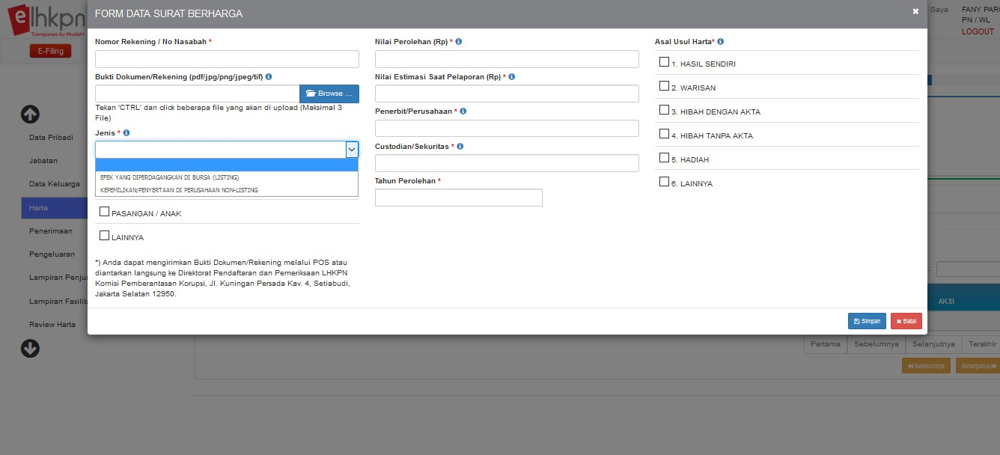 elhkpn
Transparan Itu Mudah!
E-Filing
Saya
FANY PAR
PN / WL
LOGOUT
FORM DATA SURAT BERHARGA
Nomor Rekening / No Nasabah *
Bukti Dokumen/Rekening (pdf/jpg/png/jpeg/tif)
Browse ...
Tekan 'CTRL' dan click beberapa file yang akan di upload (Maksimal 3
File)
Jenis *
EFEK YANG DIPERDAGANGKAN DI BURSA (LISTING)
KEPEMILIKAN/PENYERTAAN DI PERUSAHAAN NON-LISTING
PASANGAN / ANAK
LAINNYA
*) Anda dapat mengirimkan Bukti Dokumen/Rekening melalui POS atau
diantarkan langsung ke Direktorat Pendaftaran dan Pemeriksaan LHKPN
Komisi Pemberantasan Korupsi, Jl. Kuningan Persada Kav. 4, Setiabudi,
Jakarta Selatan 12950.
Nilai Perolehan (Rp) *
Nilai Estimasi Saat Pelaporan (Rp) *
Penerbit/Perusahaan *
Custodian/Sekuritas *
Tahun Perolehan *
Asal Usul Harta*
1. HASIL SENDIRI
2. WARISAN
3. HIBAH DENGAN AKTA
4. HIBAH TANPA AKTA
5. HADIAH
6. LAINNYA
Simpan
Batal
Data Pribadi
Jabatan
Data Keluarga
Harta
Penerimaan
Pengeluaran
Lampiran Penju
Lampiran Fasilit
Review Harta
AKSI
Pertama
Sebelumnya
Selanjutnya
Terakhir
Sebelumnya
Selanjutnya